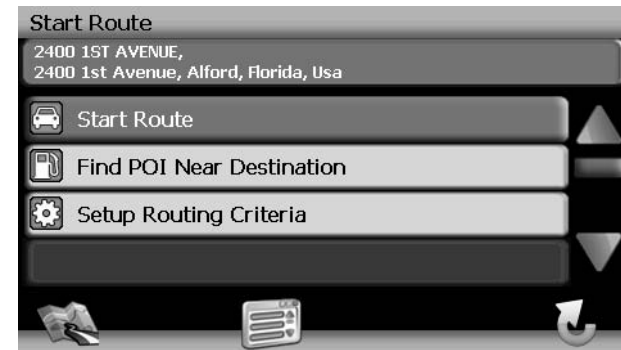 Start Route
2400 1ST AVENUE,
2400 1st Avenue, Alford, Florida, Usa
Start Route
Find POI Near Destination
Setup Routing Criteria